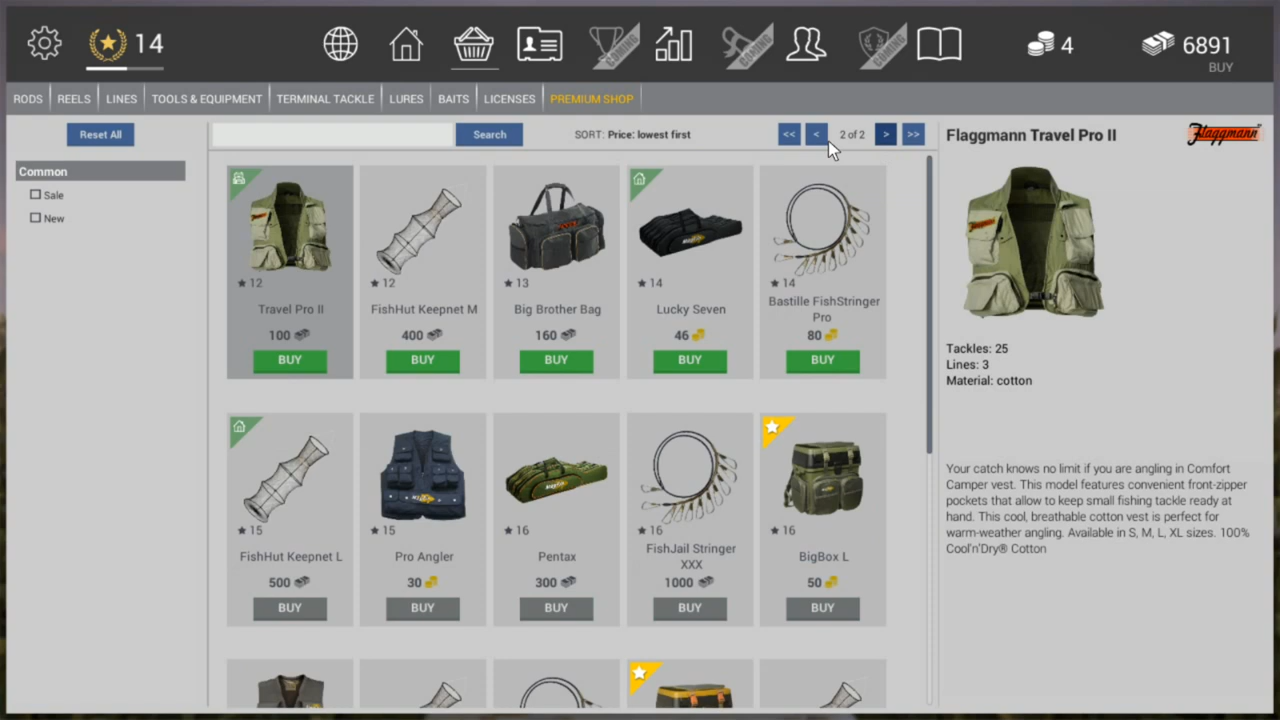 14
COMING
COMING
COMING
4
6891
BUY
RODS
REELS
LINES
TOOLS & EQUIPMENT
TERMINAL TACKLE
LURES
BAITS
LICENSES
PREMIUM SHOP
Reset All
Search
SORT: Price: lowest first
<<
<
2 of 2
>
>>
Common
Sale
New
12
Travel Pro II
100
BUY
12
FishHut Keepnet M
400
BUY
13
Big Brother Bag
160
BUY
14
Lucky Seven
46
BUY
14
Bastille FishStringer
Pro
80
BUY
15
FishHut Keepnet L
500
BUY
15
Pro Angler
30
BUY
16
Pentax
300
BUY
16
FishJail Stringer
XXX
1000
BUY
16
BigBox L
50
BUY
Flaggmann Travel Pro II
Flaggmann
Tackles: 25
Lines: 3
Material: cotton
Your catch knows no limit if you are angling in Comfort
Camper vest. This model features convenient front-zipper
pockets that allow to keep small fishing tackle ready at
hand. This cool, breathable cotton vest is perfect for
warm-weather angling. Available in S, M, L, XL sizes. 100%
Cool'n'Dry® Cotton